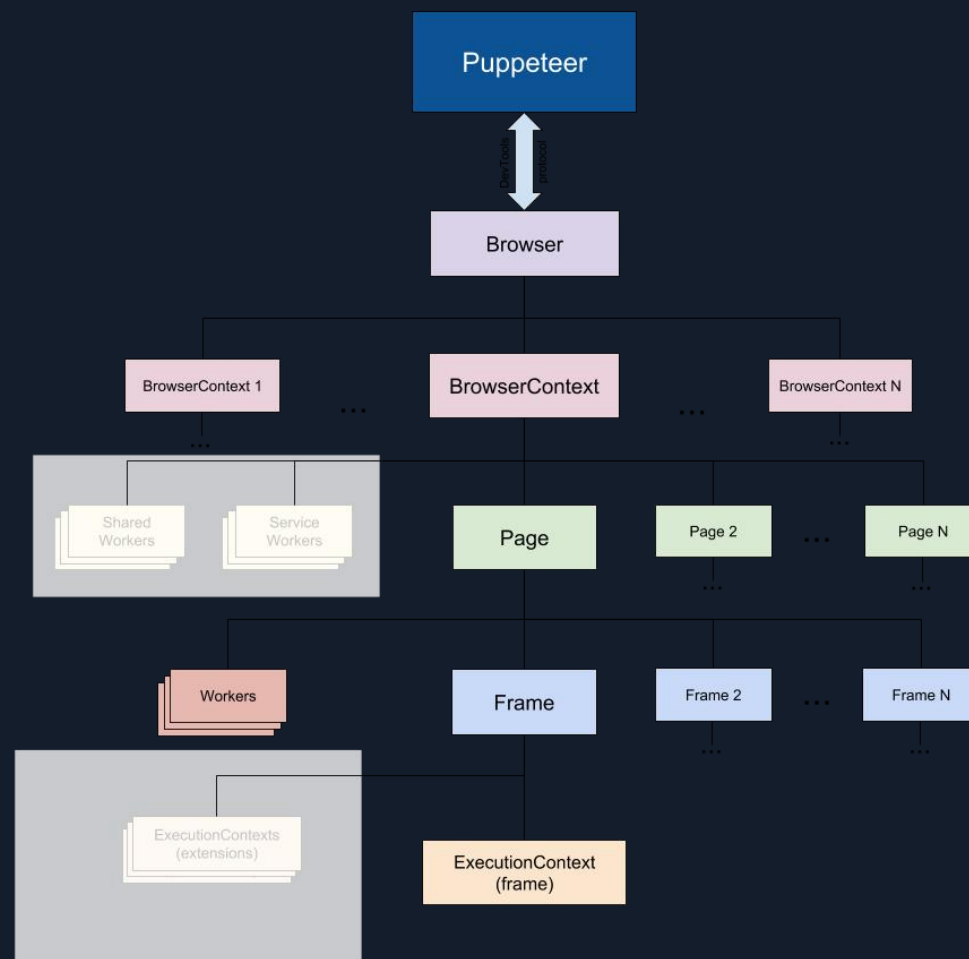 Puppeteer
DevTools
protocol
Browser
BrowserContext 1
...
BrowserContext
...
BrowserContext N
...
...
Shared
Workers
Service
Workers
Page
Page 2
...
Page N
...
...
Workers
Frame
Frame 2
...
Frame N
...
...
ExecutionContexts
(extensions)
ExecutionContext
(frame)